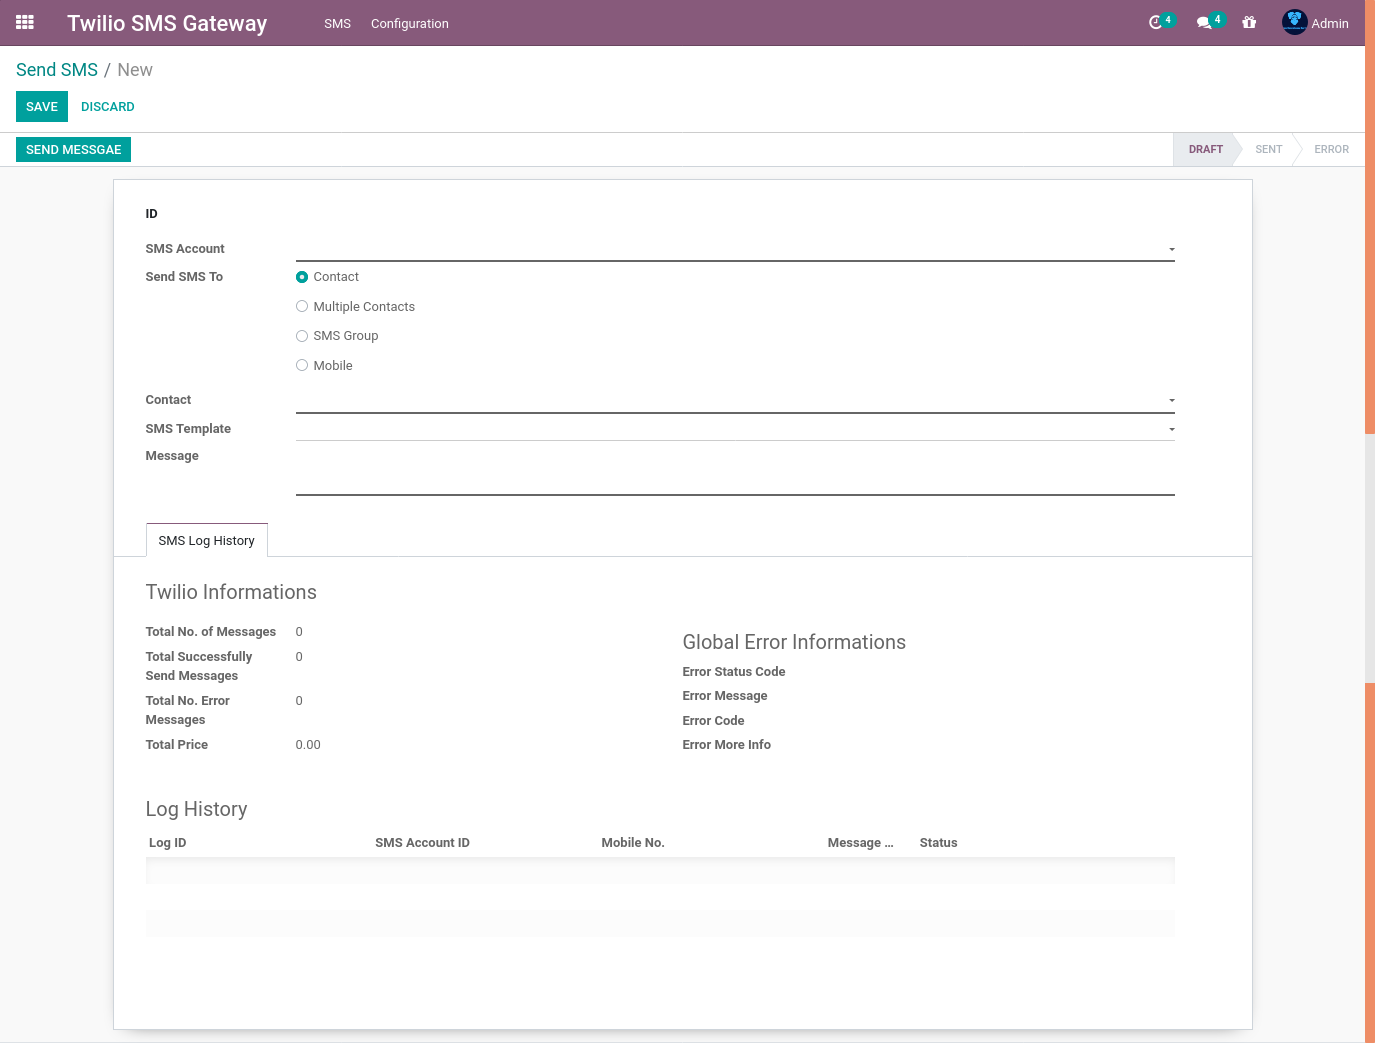 Twilio SMS Gateway SMS Configuration 4 4 Admin
Send SMS / New
SAVE DISCARD
SEND MESSGAE DRAFT SENT ERROR
ID
SMS Account
Send SMS To Contact
Multiple Contacts
SMS Group
Mobile
Contact
SMS Template
Message
SMS Log History
Twilio Informations
Total No. of Messages 0
Total Successfully 0
Send Messages
Total No. Error 0
Messages
Total Price 0.00
Global Error Informations
Error Status Code
Error Message
Error Code
Error More Info
Log History
Log ID SMS Account ID Mobile No. Message ... Status